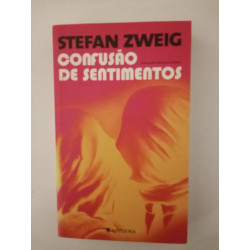 STEFAN ZWEIG
CONFUSÃO
DE SENTIMENTOS